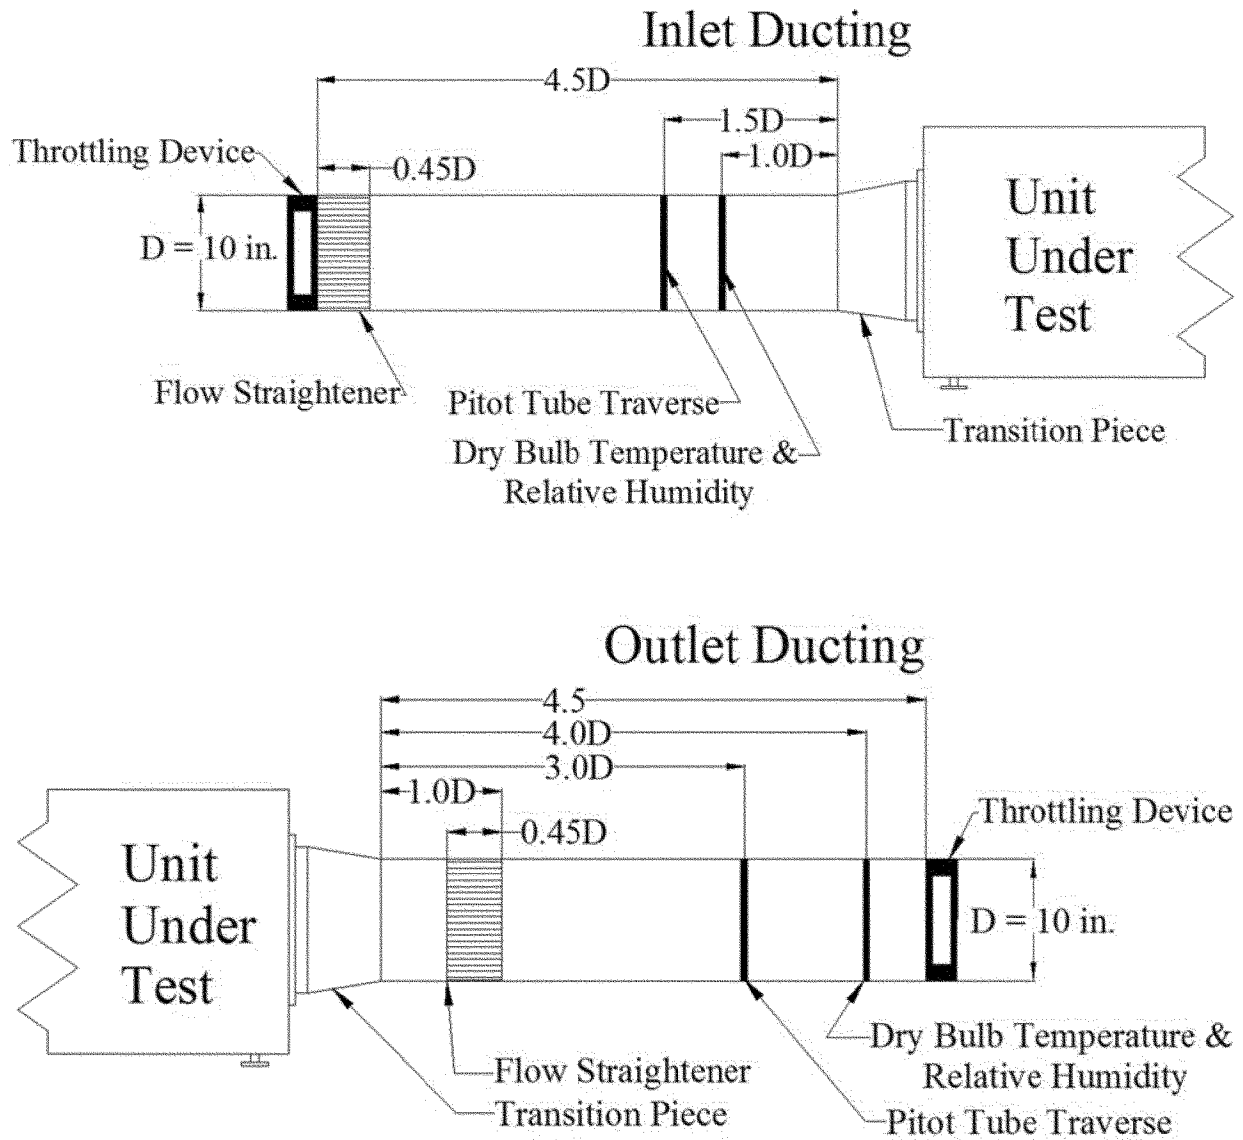 Inlet Ducting
4.5D
1.5D
Throttling Device
0.45D
1.0D
D = 10 in.
Unit
Under
Test
Flow Straightener
Pitot Tube Traverse
Transition Piece
Dry Bulb Temperature &
Relative Humidity
Outlet Ducting
4.5
4.0D
3.0D
1.0D
Throttling Device
0.45D
Unit
Under
Test
D = 10 in.
Dry Bulb Temperature &
Relative Humidity
Flow Straightener
Transition Piece
Pitot Tube Traverse